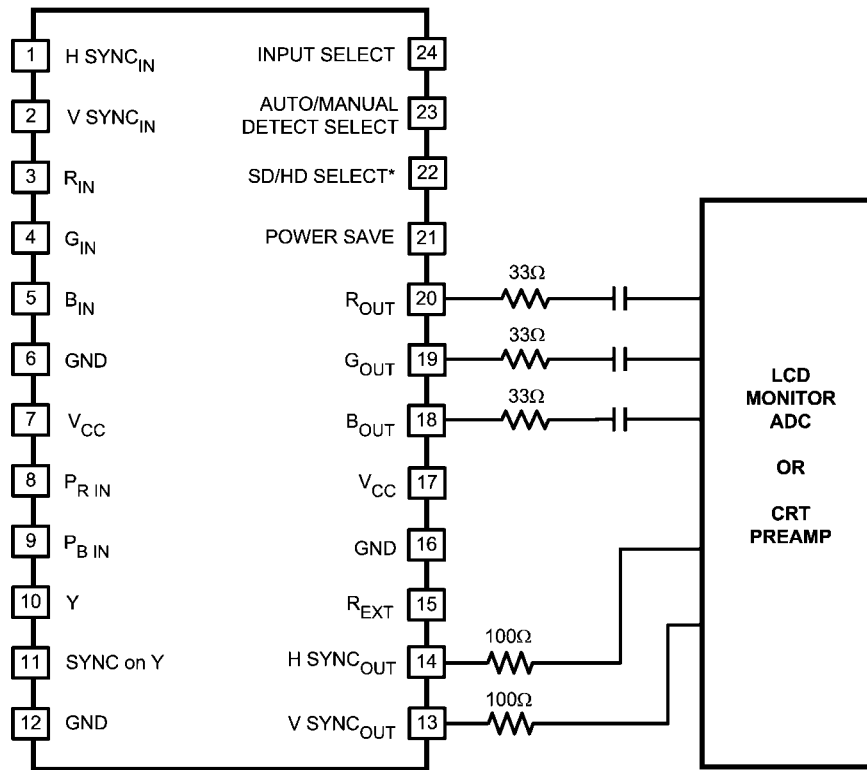 1 H SYNC_IN INPUT SELECT 24
2 V SYNC_IN AUTO/MANUAL DETECT SELECT 23
3 R_IN SD/HD SELECT* 22
4 G_IN POWER SAVE 21
5 B_IN R_OUT 20 33Ω
6 GND G_OUT 19 33Ω
7 V_CC B_OUT 18 33Ω
8 P_R IN V_CC 17
9 P_B IN GND 16
10 Y R_EXT 15
11 SYNC on Y H SYNC_OUT 14 100Ω
12 GND V SYNC_OUT 13 100Ω
LCD
MONITOR
ADC
OR
CRT
PREAMP